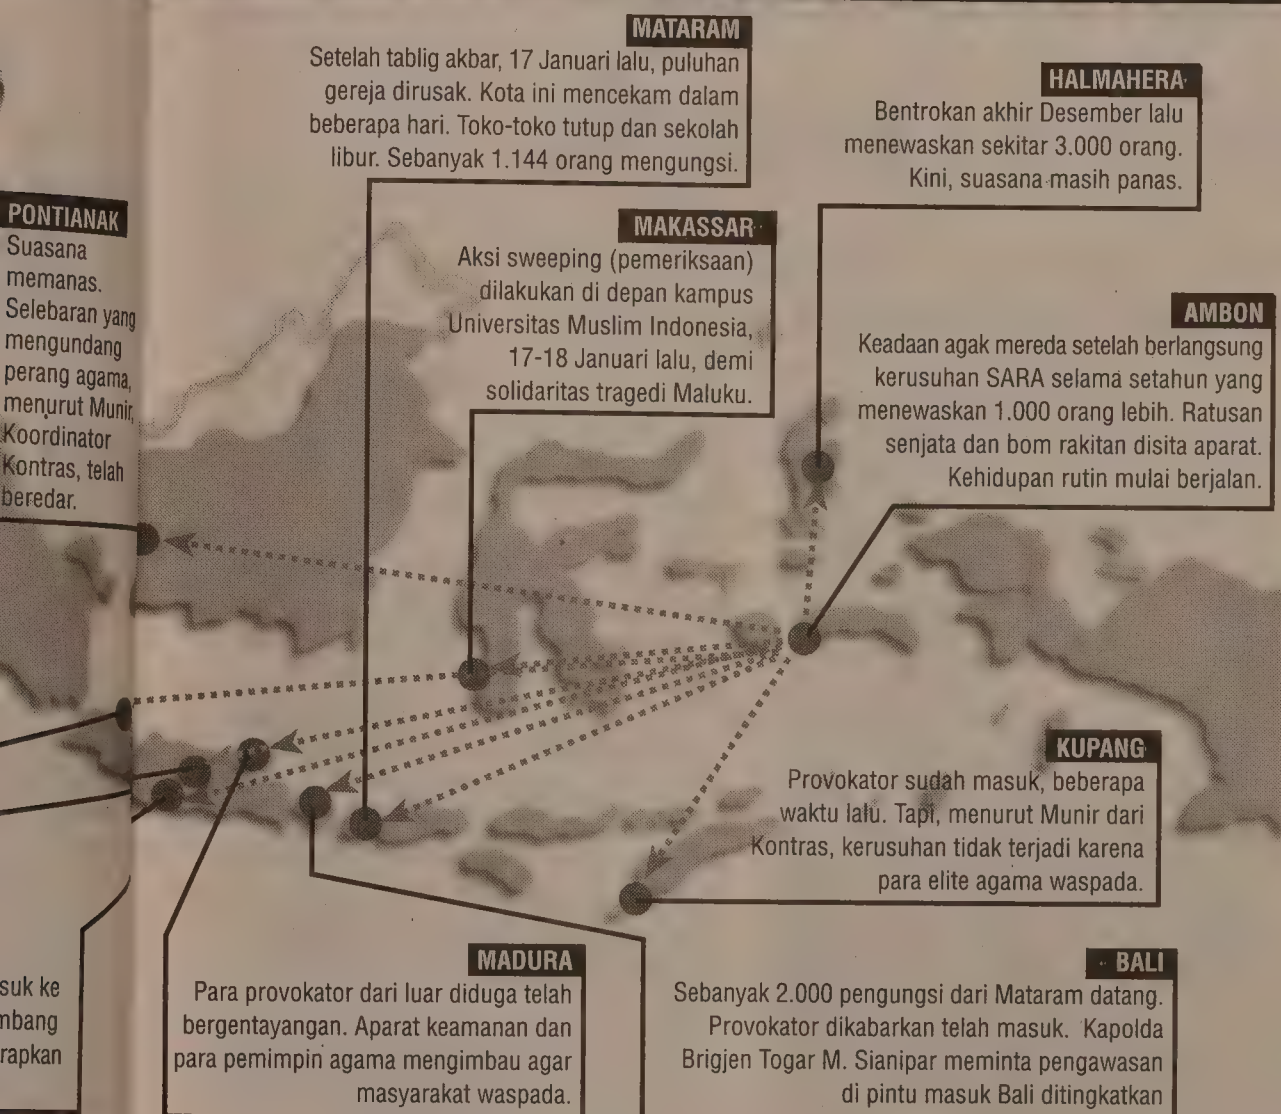 MATARAM
Setelah tablig akbar, 17 Januari lalu, puluhan
gereja dirusak. Kota ini mencekam dalam
beberapa hari. Toko-toko tutup dan sekolah
libur. Sebanyak 1.144 orang mengungsi.
HALMAHERA
Bentrokan akhir Desember lalu
menewaskan sekitar 3.000 orang.
Kini, suasana masih panas.
PONTIANAK
Suasana
memanas.
Selebaran yang
mengundang
perang agama,
menurut Munir,
Koordinator
Kontras, telah
beredar.
MAKASSAR
Aksi sweeping (pemeriksaan)
dilakukan di depan kampus
Universitas Muslim Indonesia,
17-18 Januari lalu, demi
solidaritas tragedi Maluku.
AMBON
Keadaan agak mereda setelah berlangsung
kerusuhan SARA selama setahun yang
menewaskan 1.000 orang lebih. Ratusan
senjata dan bom rakitan disita aparat.
Kehidupan rutin mulai berjalan.
KUPANG
Provokator sudah masuk, beberapa
waktu lalu. Tapi, menurut Munir dari
Kontras, kerusuhan tidak terjadi karena
para elite agama waspada.
suk ke
mbang
rapkan
MADURA
Para provokator dari luar diduga telah
bergentayangan. Aparat keamanan dan
para pemimpin agama mengimbau agar
masyarakat waspada.
BALI
Sebanyak 2.000 pengungsi dari Mataram datang.
Provokator dikabarkan telah masuk. Kapolda
Brigjen Togar M. Sianipar meminta pengawasan
di pintu masuk Bali ditingkatkan